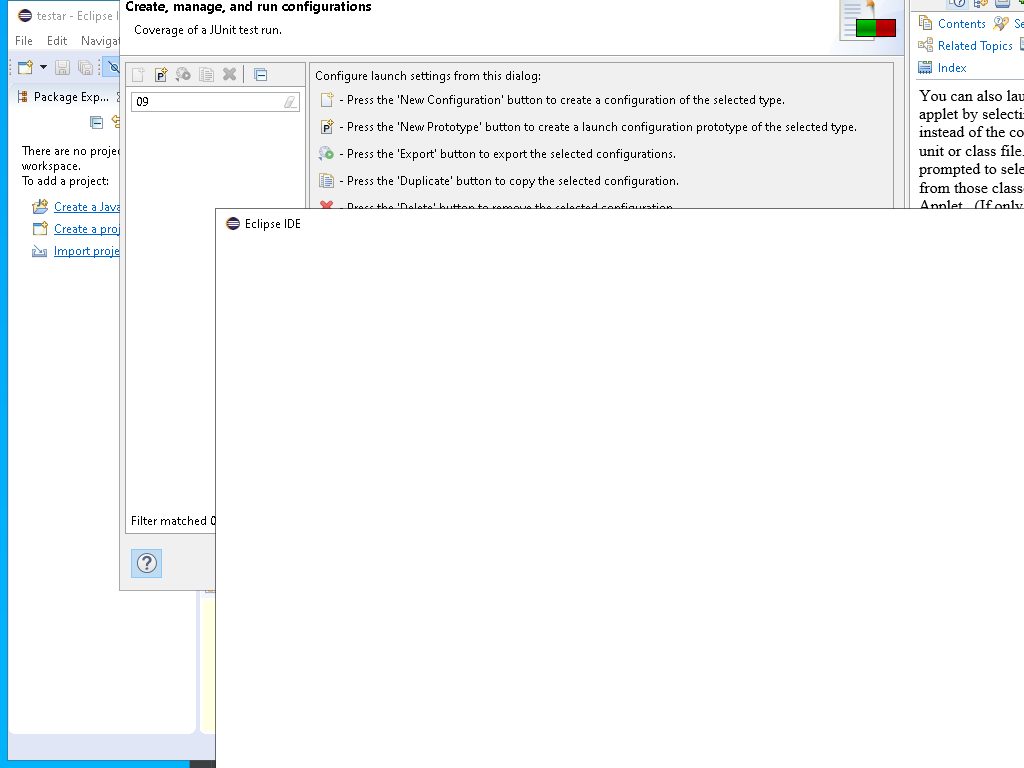 testar - Eclipse I
File Edit Navigat
Package Exp...
There are no projec
workspace.
To add a project:
Create a Java
Create a proj
Import proje
Create, manage, and run configurations
Coverage of a JUnit test run.
09
Filter matched 0
Configure launch settings from this dialog:
- Press the 'New Configuration' button to create a configuration of the selected type.
- Press the 'New Prototype' button to create a launch configuration prototype of the selected type.
- Press the 'Export' button to export the selected configurations.
- Press the 'Duplicate' button to copy the selected configuration.
- Press the 'Delete' button to remove the selected configuration.
Eclipse IDE
Contents Se
Related Topics
Index
You can also lau
applet by selecti
instead of the co
unit or class file.
prompted to sele
from those classe
Applet. (If only